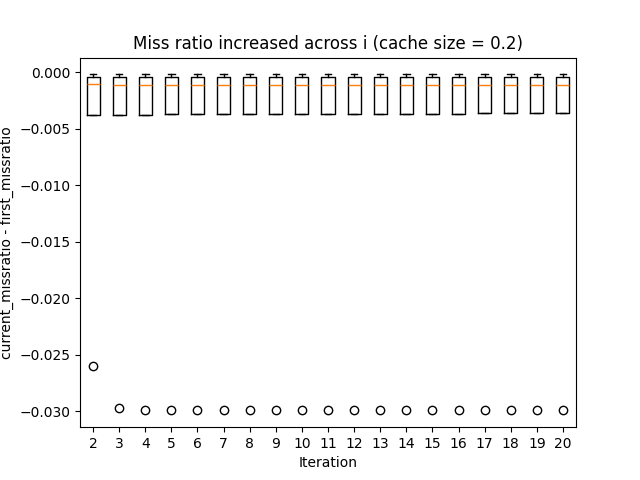 Miss ratio increased across i (cache size = 0.2)
current_missratio - first_missratio
0.000
−0.005
−0.010
−0.015
−0.020
−0.025
−0.030
2 3 4 5 6 7 8 9 10 11 12 13 14 15 16 17 18 19 20
Iteration